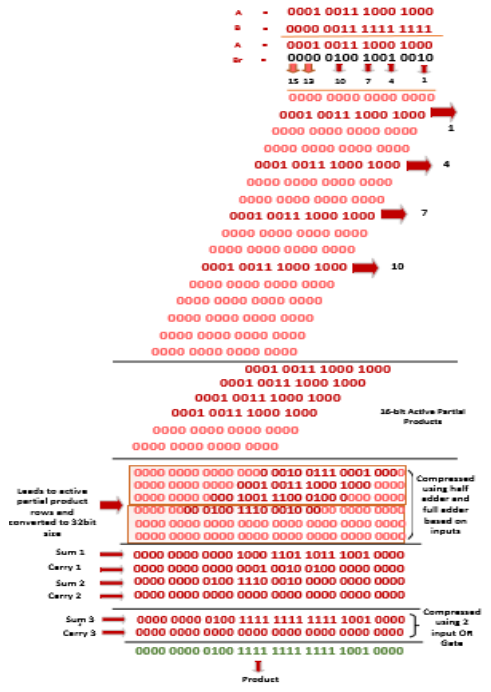 A - 0001 0011 1000 1000
B - 0000 0011 1111 1111
A - 0001 0011 1000 1000
Br - 0000 0100 1001 0010
15 13 10 7 4 1
0000 0000 0000 0000
0001 0011 1000 1000
1
0000 0000 0000 0000
0000 0000 0000 0000
0001 0011 1000 1000 4
0000 0000 0000 0000
0000 0000 0000 0000
0001 0011 1000 1000 7
0000 0000 0000 0000
0000 0000 0000 0000
0001 0011 1000 1000 10
0000 0000 0000 0000
0000 0000 0000 0000
0000 0000 0000 0000
0000 0000 0000 0000
0000 0000 0000 0000
0001 0011 1000 1000
0001 0011 1000 1000
0001 0011 1000 1000
0001 0011 1000 1000
0000 0000 0000 0000
0000 0000 0000 0000
16-bit Active Partial
Products
Leads to active
partial product
rows and
converted to 32bit
size
0000 0000 0000 0000 0010 0111 0001 0000
0000 0000 0000 0001 0011 1000 1000 0000
0000 0000 0000 1001 1100 0100 0000 0000
0000 0000 0100 1110 0010 0000 0000 0000
0000 0000 0000 0000 0000 0000 0000 0000
0000 0000 0000 0000 0000 0000 0000 0000
Compressed
using half
adder and
full adder
based on
inputs
Sum 1 0000 0000 0000 1000 1101 1011 1001 0000
Carry 1 0000 0000 0000 0001 0010 0100 0000 0000
Sum 2 0000 0000 0100 1110 0010 0000 0000 0000
Carry 2 0000 0000 0000 0000 0000 0000 0000 0000
Sum 3 0000 0000 0100 1111 1111 1111 1001 0000
Carry 3 0000 0000 0000 0000 0000 0000 0000 0000
Compressed
using 2
input OR
Gate
0000 0000 0100 1111 1111 1111 1001 0000
Product